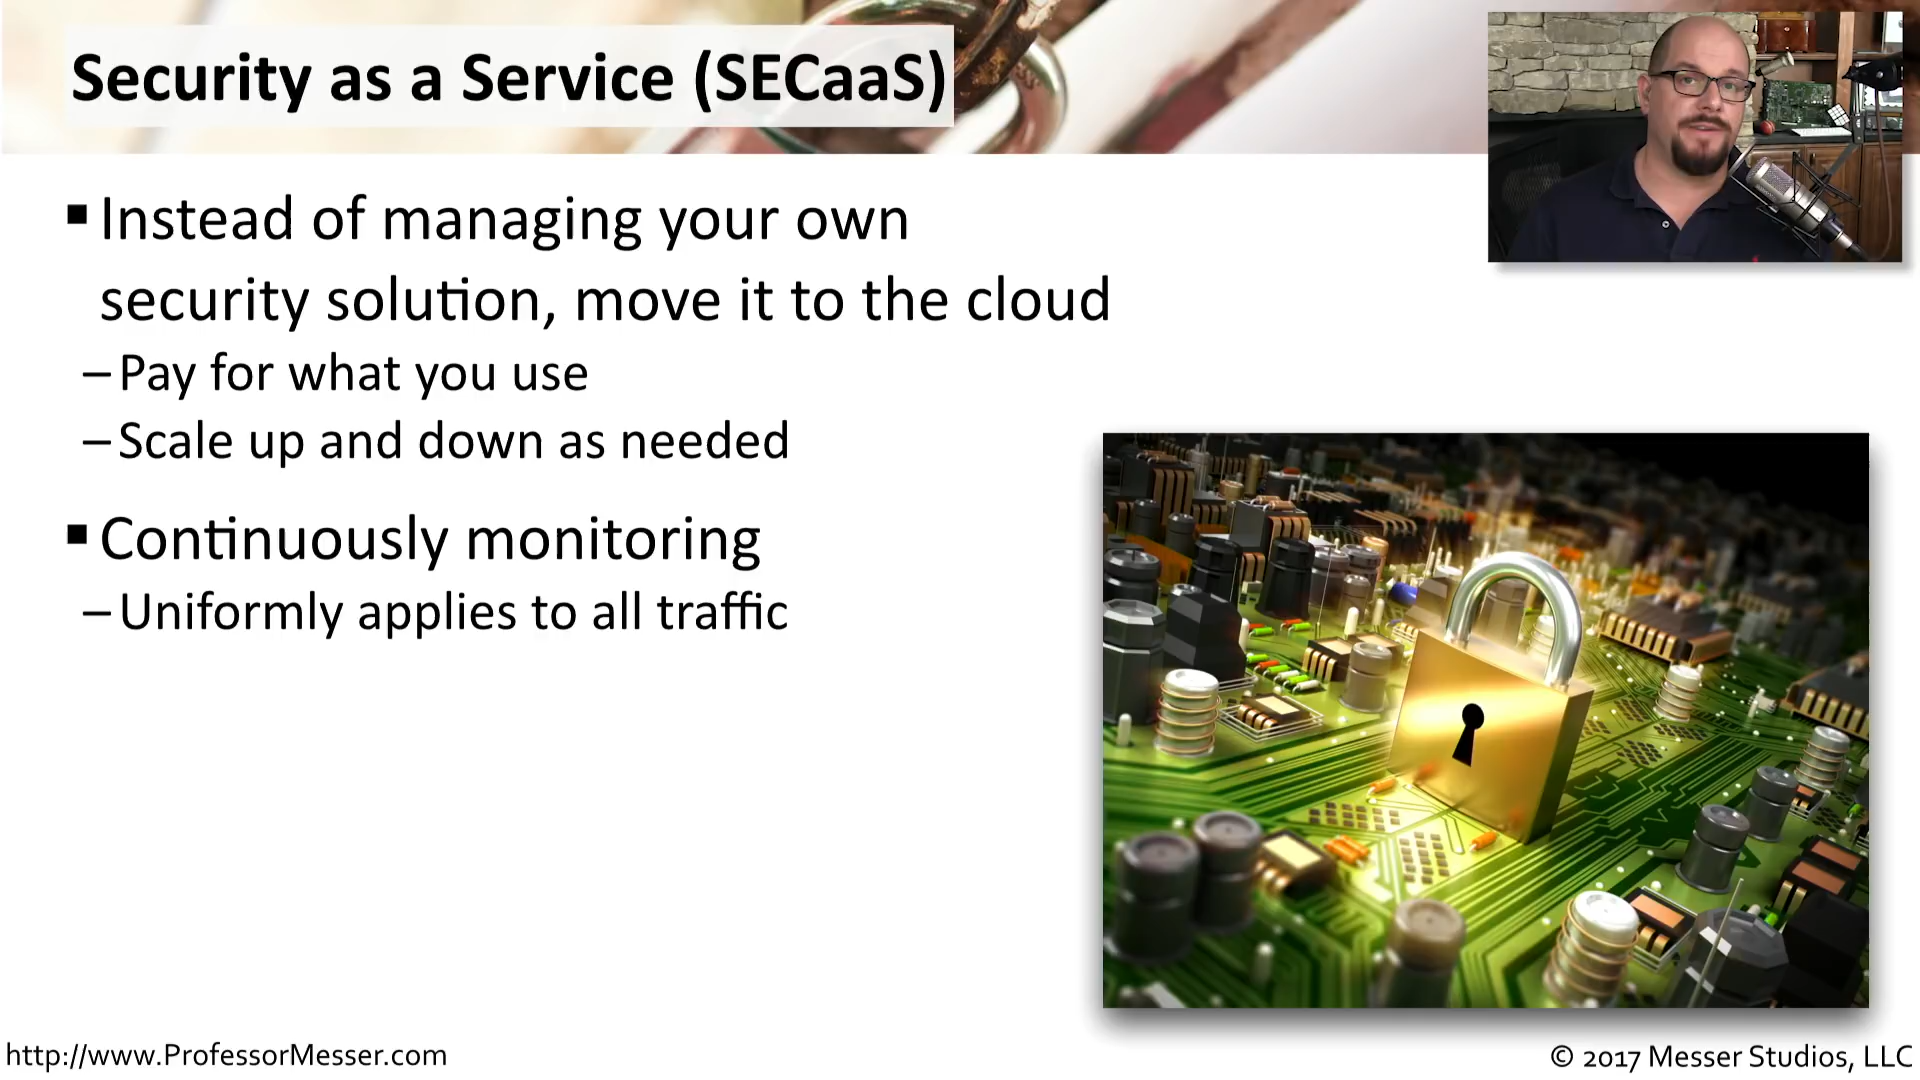 Security as a Service (SECaaS)
▪ Instead of managing your own
security solution, move it to the cloud
– Pay for what you use
– Scale up and down as needed
▪ Continuously monitoring
– Uniformly applies to all traffic
http://www.ProfessorMesser.com
© 2017 Messer Studios, LLC